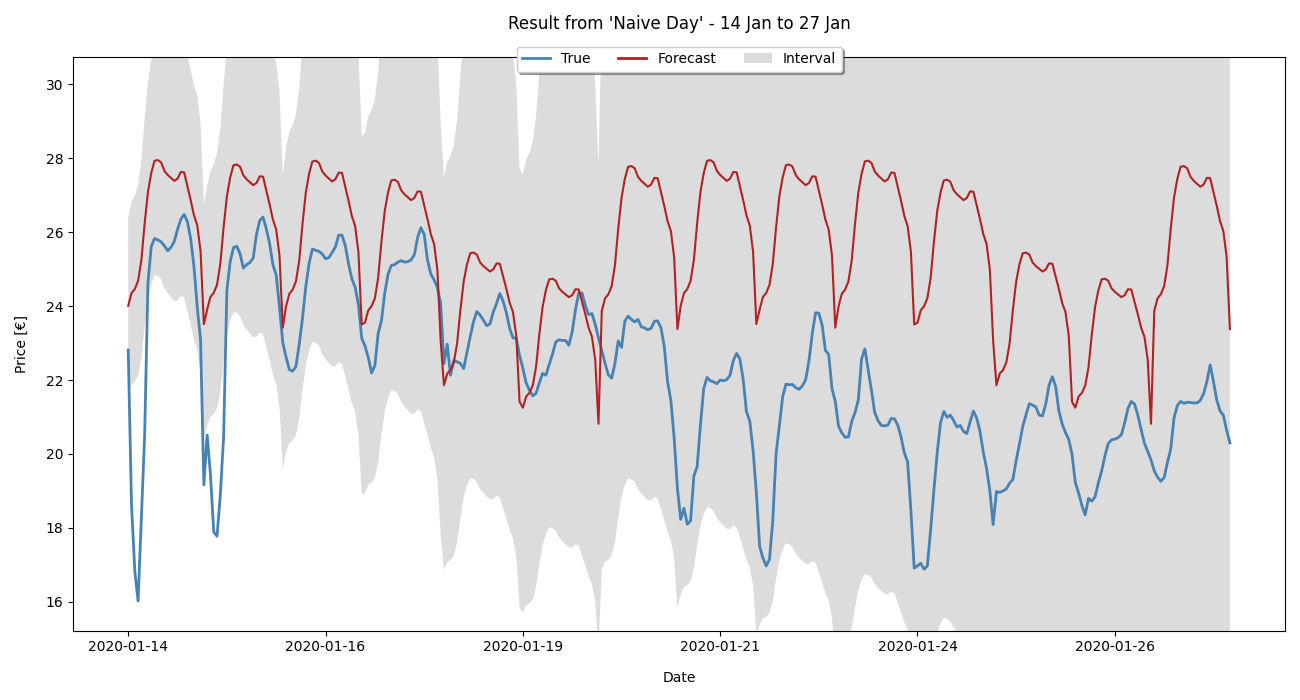 Result from 'Naive Day' - 14 Jan to 27 Jan
True Forecast Interval
30
28
26
24
22
20
18
16
Price [€]
2020-01-14 2020-01-16 2020-01-19 2020-01-21 2020-01-24 2020-01-26
Date